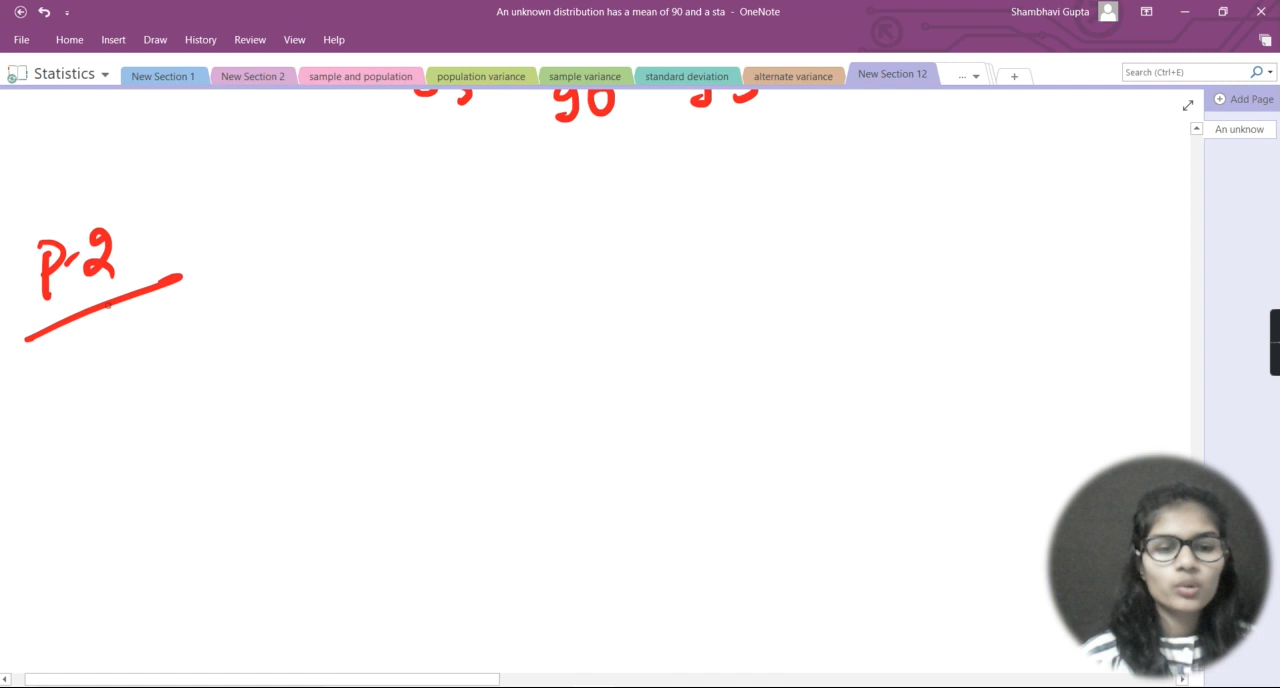 An unknown distribution has a mean of 90 and a sta - OneNote
Shambhavi Gupta
File Home Insert Draw History Review View Help
Statistics
New Section 1
New Section 2
sample and population
population variance
sample variance
standard deviation
alternate variance
New Section 12
...
Search (Ctrl+E)
Add Page
An unknow
90
P-2